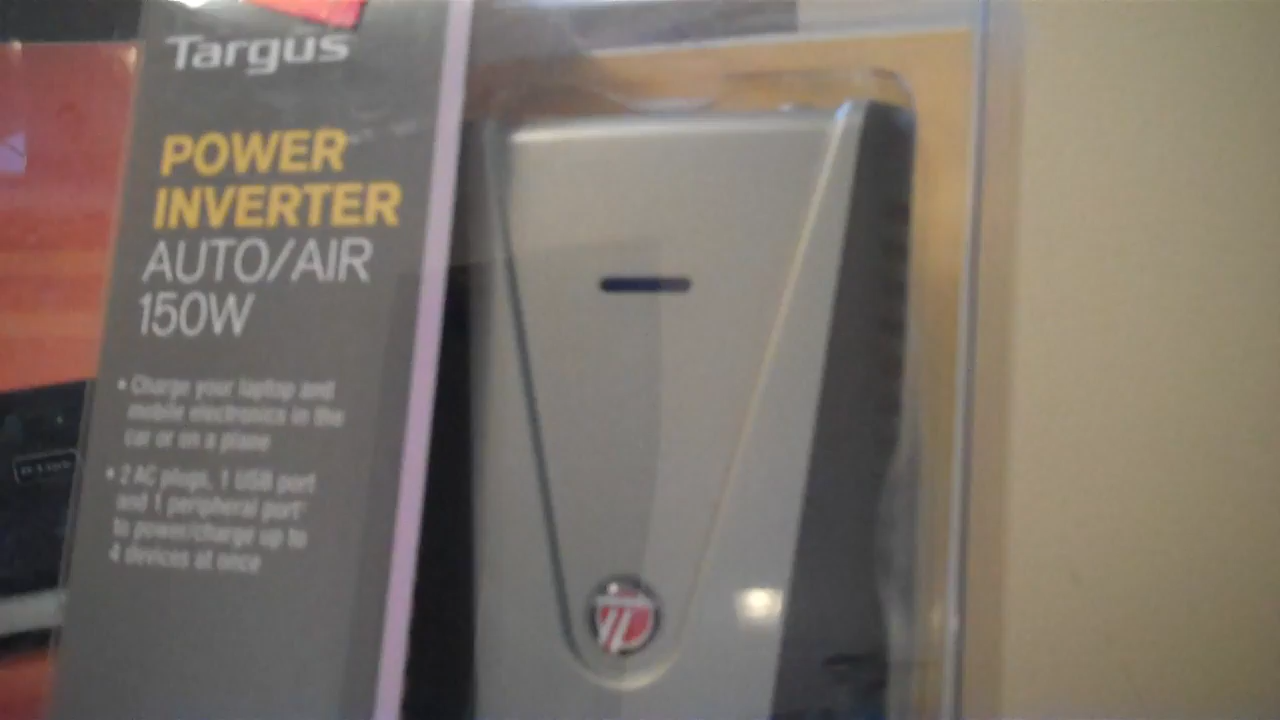 Targus
POWER
INVERTER
AUTO/AIR
150W
• Charge your laptop and
mobile electronics in the
car or on a plane
• 2 AC plugs, 1 USB port
and 1 peripheral port
to power/charge up to
4 devices at once
D-Link